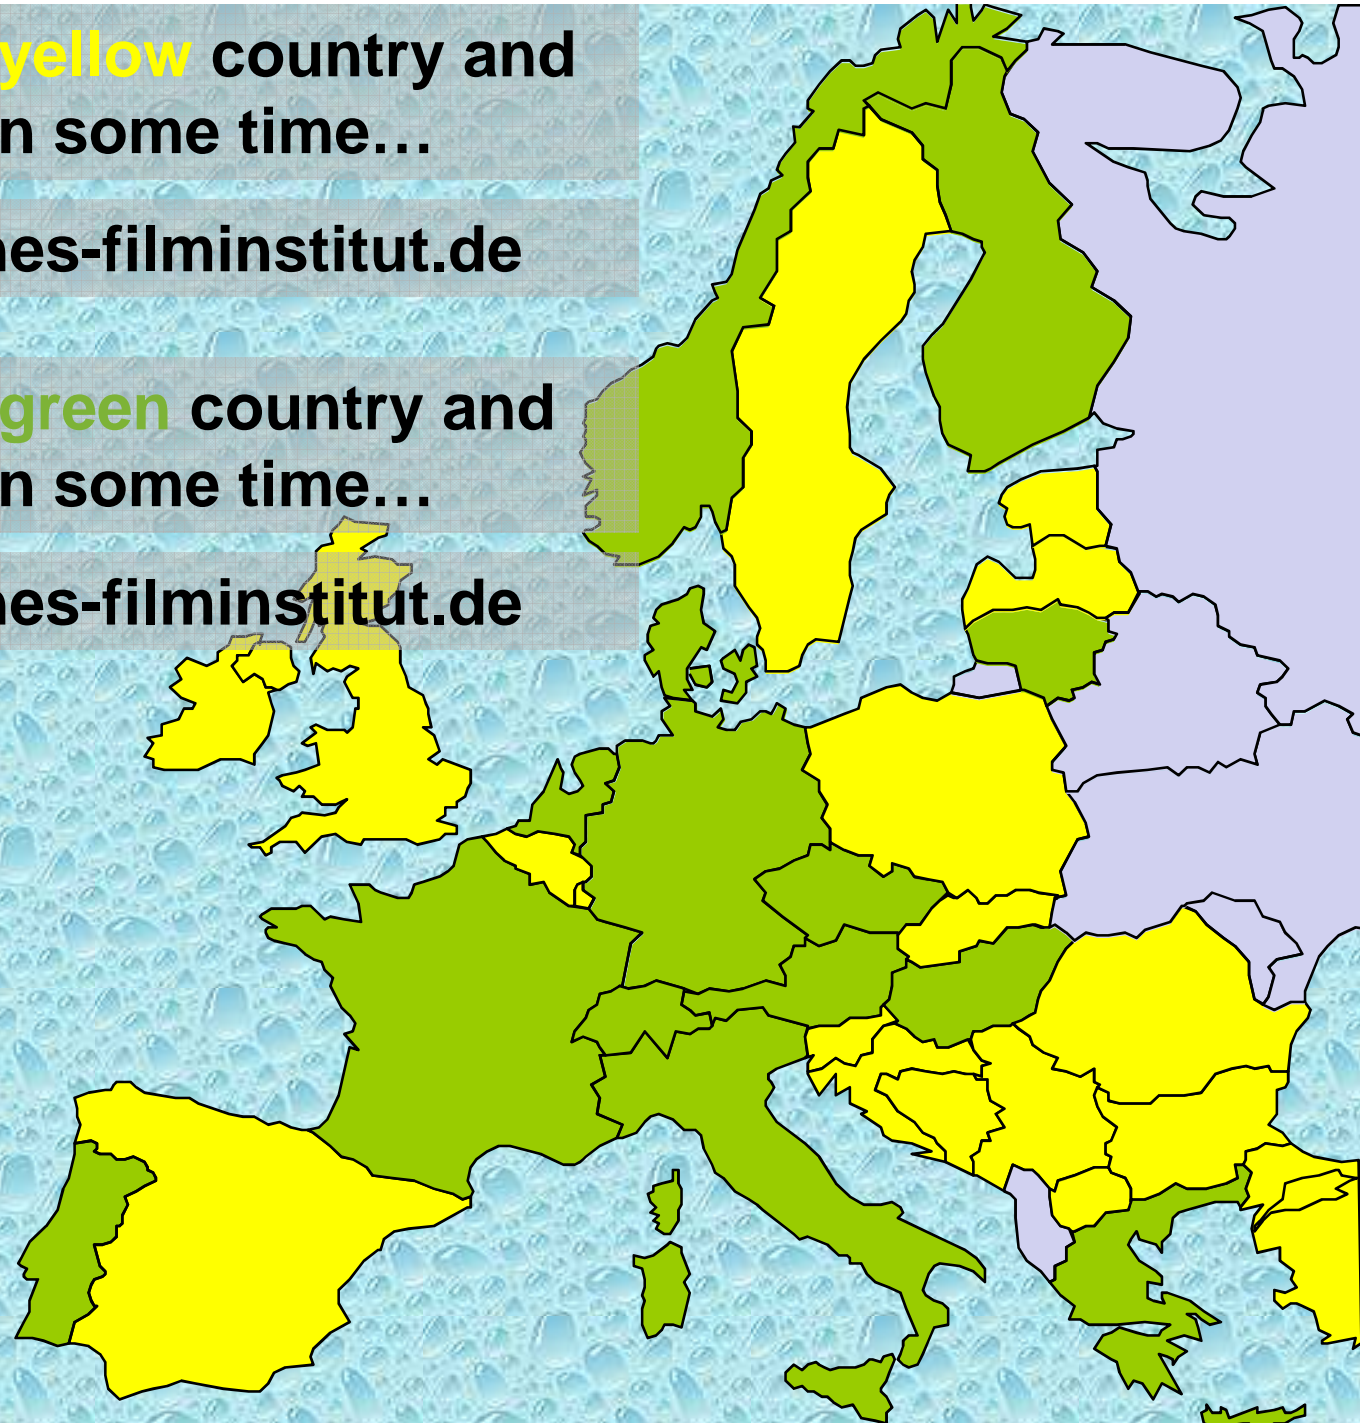 yellow country and
n some time…
nes-filminstitut.de
green country and
n some time…
nes-filminstitut.de